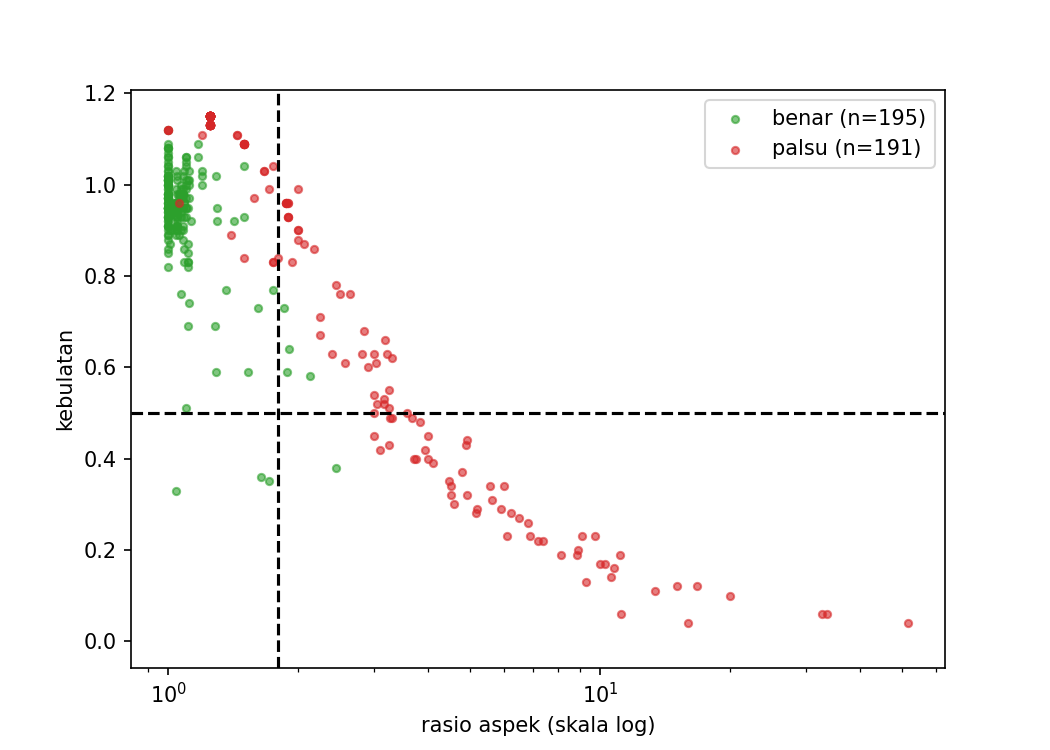 benar (n=195)
palsu (n=191)
kebulatan
1.2
1.0
0.8
0.6
0.4
0.2
0.0
10⁰
10¹
rasio aspek (skala log)